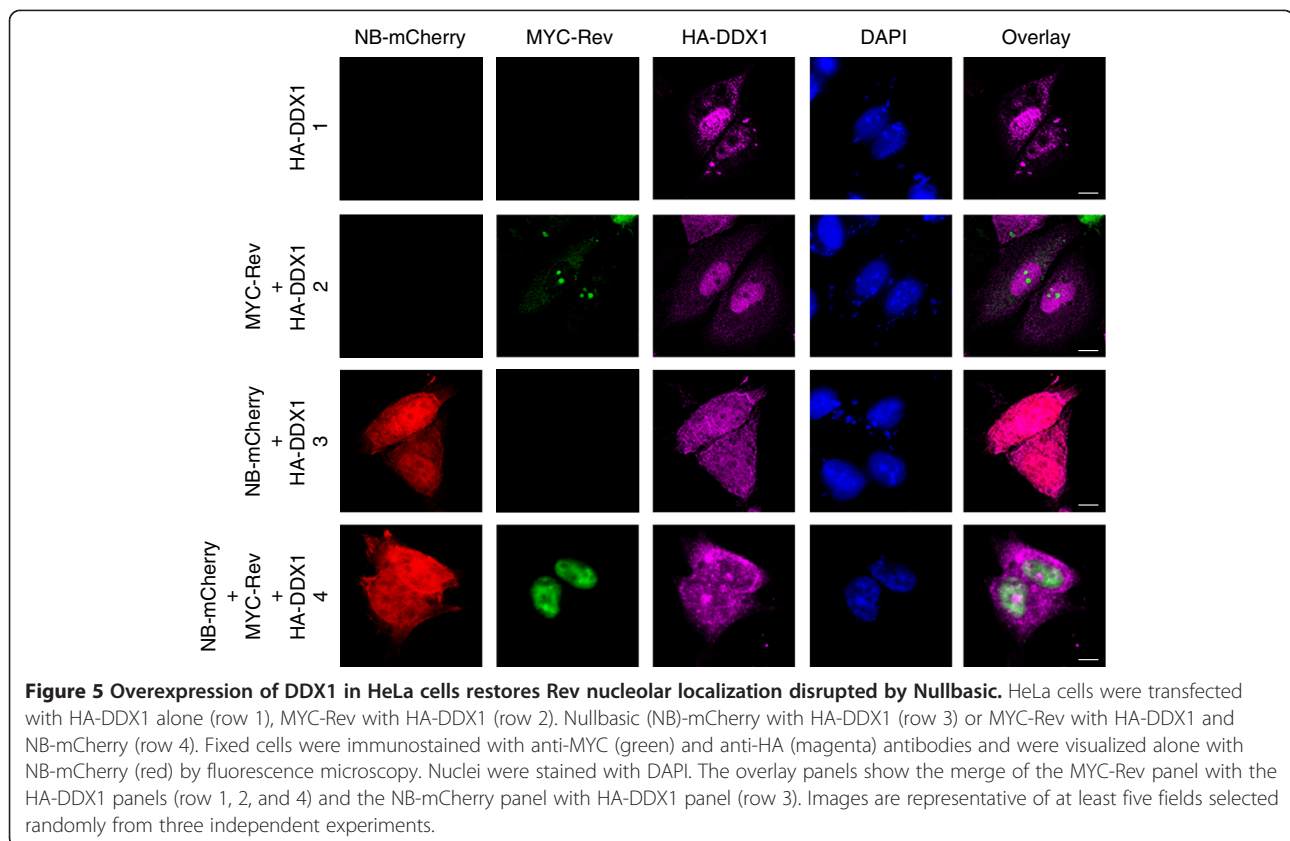 NB-mCherry MYC-Rev HA-DDX1 DAPI Overlay
HA-DDX1
1
MYC-Rev
+
HA-DDX1
2
NB-mCherry
+
HA-DDX1
3
NB-mCherry
+
MYC-Rev
+
HA-DDX1
4
Figure 5 Overexpression of DDX1 in HeLa cells restores Rev nucleolar localization disrupted by Nullbasic. HeLa cells were transfected
with HA-DDX1 alone (row 1), MYC-Rev with HA-DDX1 (row 2). Nullbasic (NB)-mCherry with HA-DDX1 (row 3) or MYC-Rev with HA-DDX1 and
NB-mCherry (row 4). Fixed cells were immunostained with anti-MYC (green) and anti-HA (magenta) antibodies and were visualized alone with
NB-mCherry (red) by fluorescence microscopy. Nuclei were stained with DAPI. The overlay panels show the merge of the MYC-Rev panel with the
HA-DDX1 panels (row 1, 2, and 4) and the NB-mCherry panel with HA-DDX1 panel (row 3). Images are representative of at least five fields selected
randomly from three independent experiments.